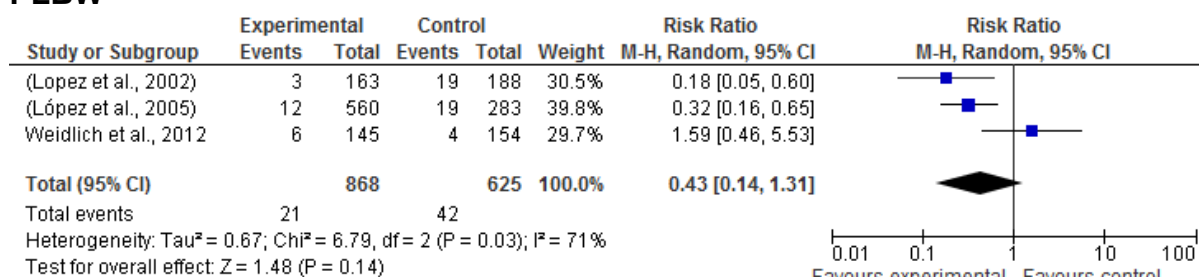 Experimental Control Risk Ratio Risk Ratio
Study or Subgroup Events Total Events Total Weight M-H, Random, 95% CI M-H, Random, 95% CI
(Lopez et al., 2002) 3 163 19 188 30.5% 0.18 [0.05, 0.60]
(López et al., 2005) 12 560 19 283 39.8% 0.32 [0.16, 0.65]
Weidlich et al., 2012 6 145 4 154 29.7% 1.59 [0.46, 5.53]
Total (95% CI) 868 625 100.0% 0.43 [0.14, 1.31]
Total events 21 42
Heterogeneity: Tau² = 0.67; Chi² = 6.79, df = 2 (P = 0.03); I² = 71%
Test for overall effect: Z = 1.48 (P = 0.14)
0.01 0.1 1 10 100
Favours experimental Favours control